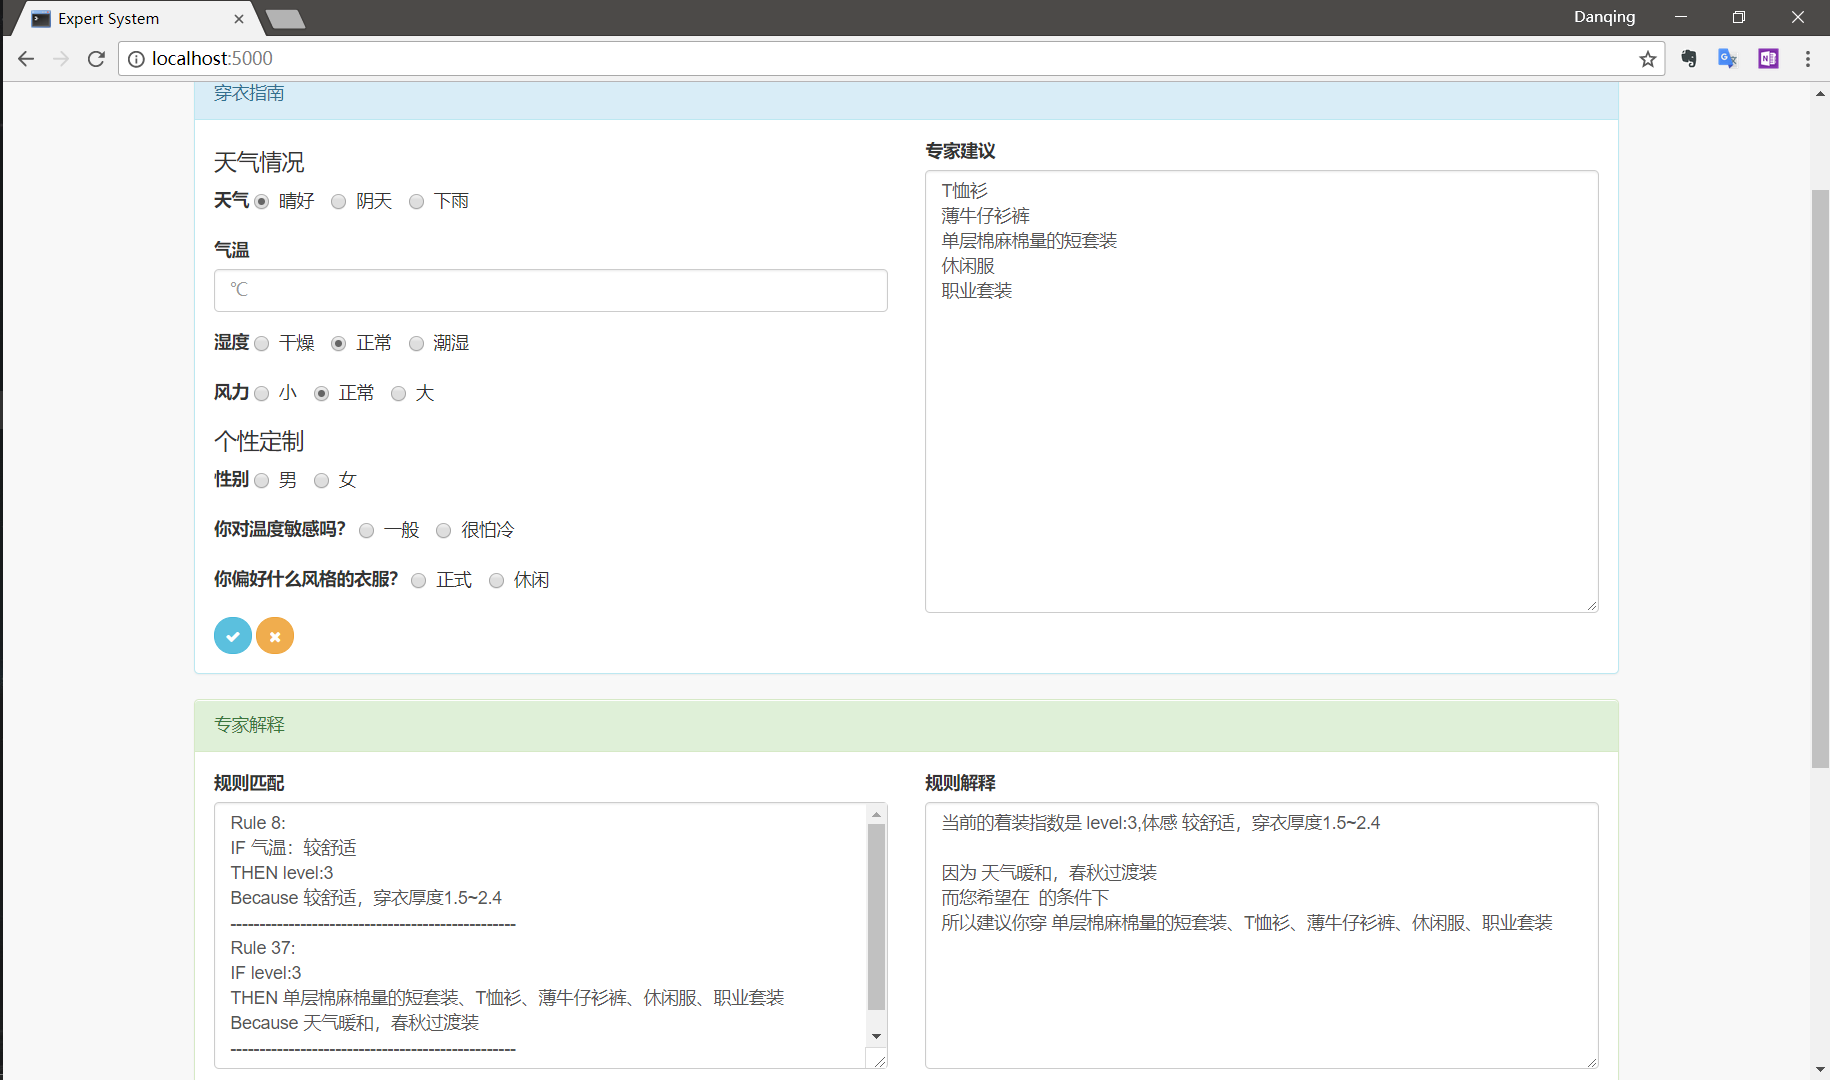 Expert System
Danqing
localhost:5000
穿衣指南
天气情况
天气 晴好 阴天 下雨
气温
℃
湿度 干燥 正常 潮湿
风力 小 正常 大
个性定制
性别 男 女
你对温度敏感吗? 一般 很怕冷
你偏好什么风格的衣服? 正式 休闲
专家建议
T恤衫
薄牛仔衫裤
单层棉麻棉量的短套装
休闲服
职业套装
专家解释
规则匹配
Rule 8:
IF 气温：较舒适
THEN level:3
Because 较舒适，穿衣厚度1.5~2.4
--------------------------------------------------
Rule 37:
IF level:3
THEN 单层棉麻棉量的短套装、T恤衫、薄牛仔衫裤、休闲服、职业套装
Because 天气暖和，春秋过渡装
--------------------------------------------------
规则解释
当前的着装指数是 level:3,体感 较舒适，穿衣厚度1.5~2.4
因为 天气暖和，春秋过渡装
而您希望在  的条件下
所以建议你穿 单层棉麻棉量的短套装、T恤衫、薄牛仔衫裤、休闲服、职业套装